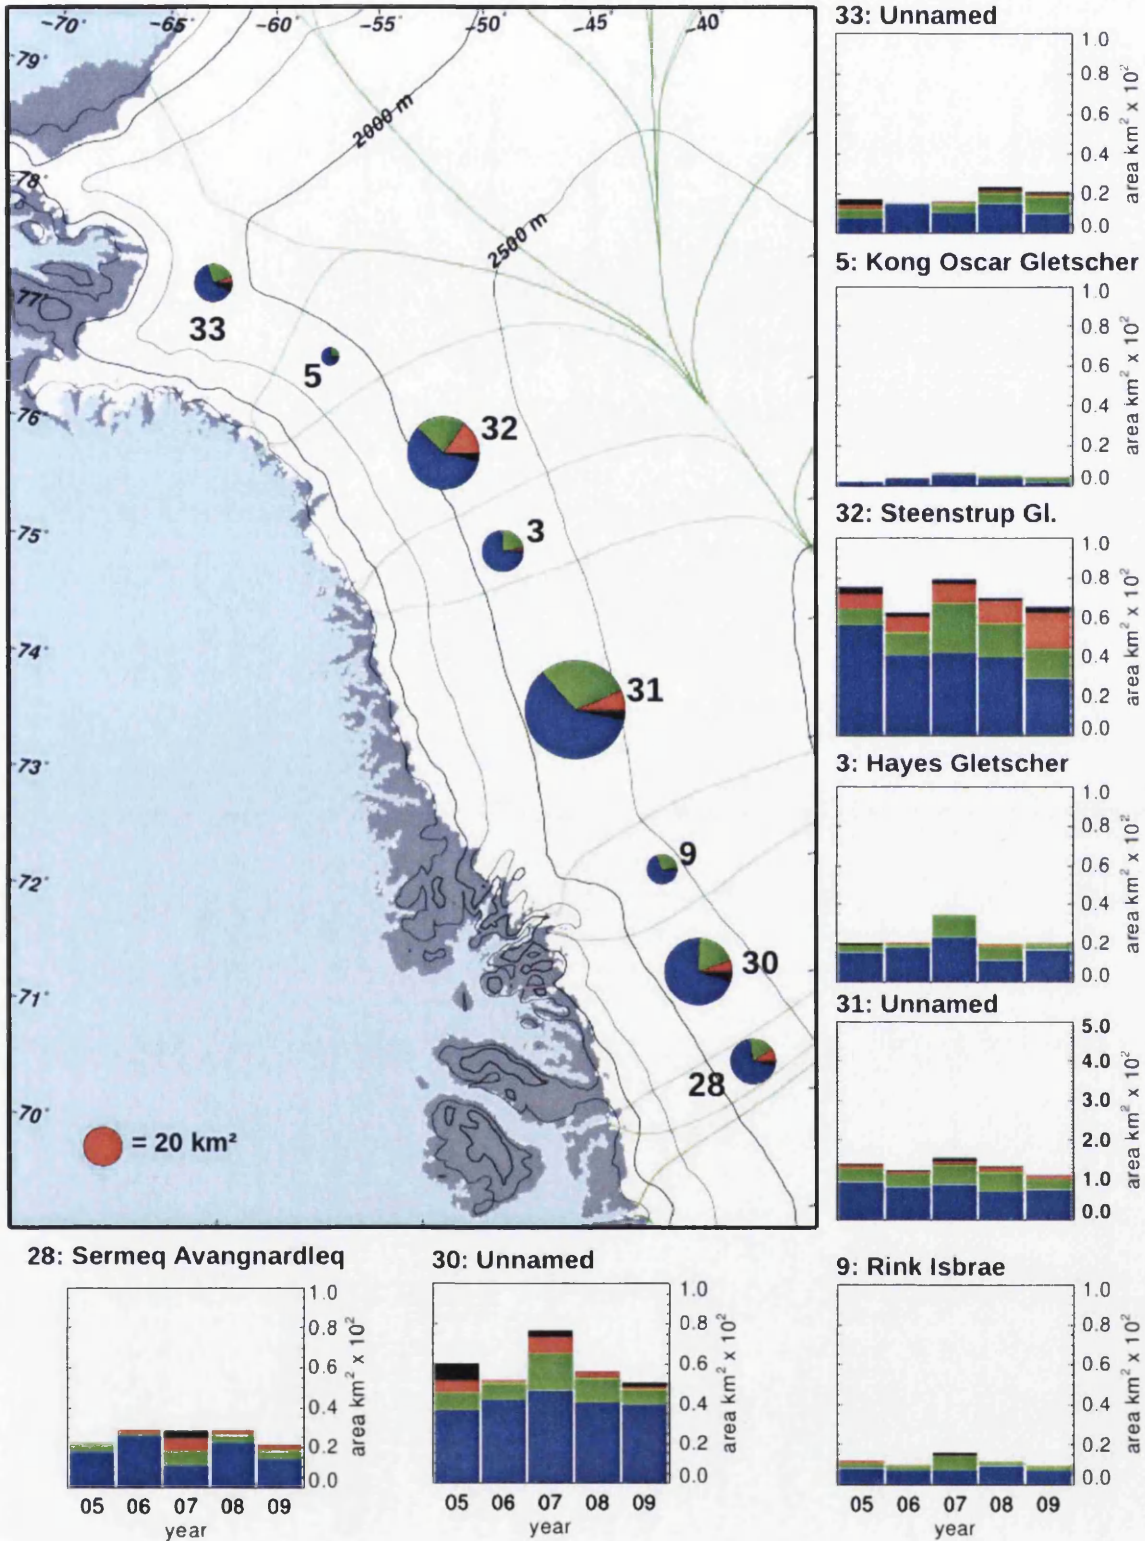 -70°
-65°
-60°
-55°
-50°
-45°
-40°
79°
78°
77°
76°
75°
74°
73°
72°
71°
70°
2000 m
2500 m
33
5
32
3
31
9
30
28
= 20 km²
33: Unnamed
1.0
0.8
0.6
0.4
0.2
0.0
area km² x 10²
5: Kong Oscar Gletscher
1.0
0.8
0.6
0.4
0.2
0.0
area km² x 10²
32: Steenstrup Gl.
1.0
0.8
0.6
0.4
0.2
0.0
area km² x 10²
3: Hayes Gletscher
1.0
0.8
0.6
0.4
0.2
0.0
area km² x 10²
31: Unnamed
5.0
4.0
3.0
2.0
1.0
0.0
area km² x 10²
28: Sermeq Avangnardleq
1.0
0.8
0.6
0.4
0.2
0.0
area km² x 10²
05 06 07 08 09
year
30: Unnamed
1.0
0.8
0.6
0.4
0.2
0.0
area km² x 10²
05 06 07 08 09
year
9: Rink Isbrae
1.0
0.8
0.6
0.4
0.2
0.0
area km² x 10²
05 06 07 08 09
year